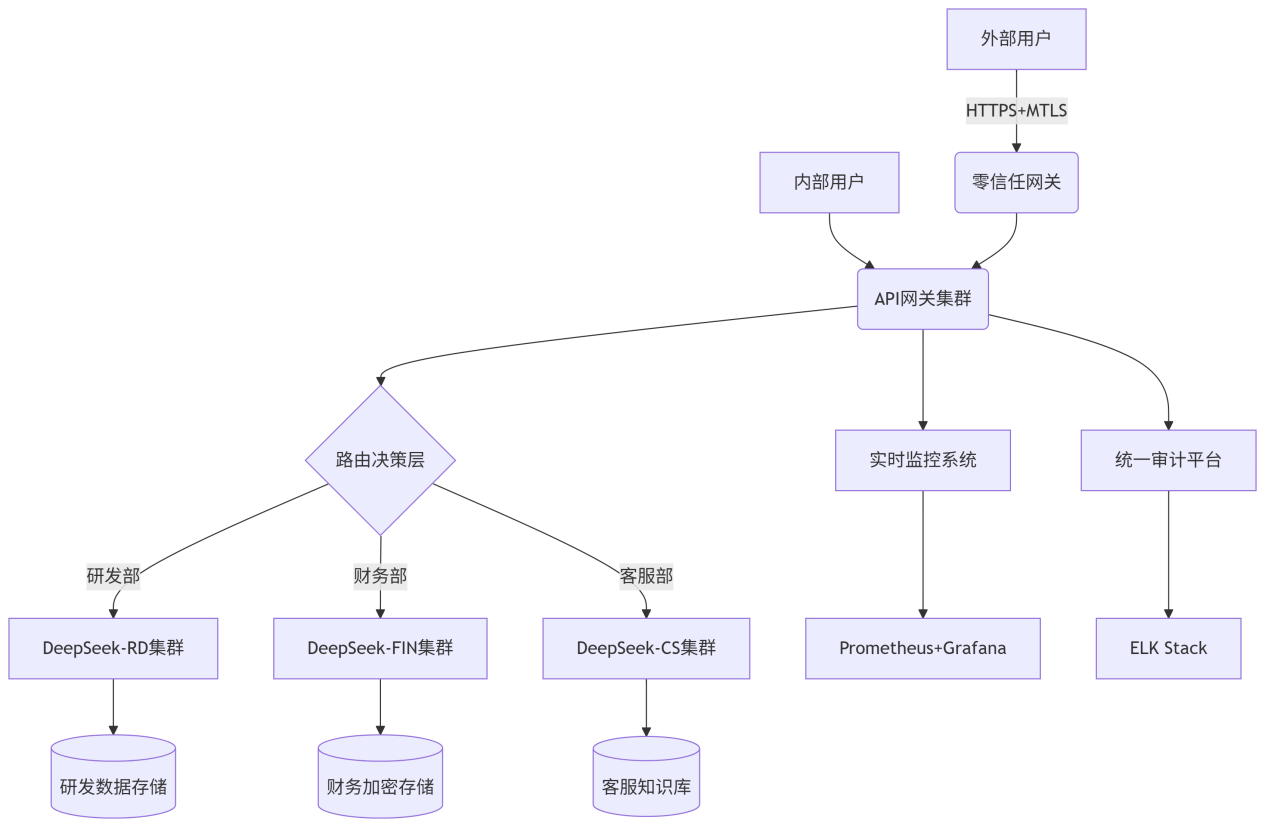 外部用户
HTTPS+MTLS
内部用户
零信任网关
API网关集群
路由决策层
实时监控系统
统一审计平台
研发部
财务部
客服部
DeepSeek-RD集群
DeepSeek-FIN集群
DeepSeek-CS集群
Prometheus+Grafana
ELK Stack
研发数据存储
财务加密存储
客服知识库